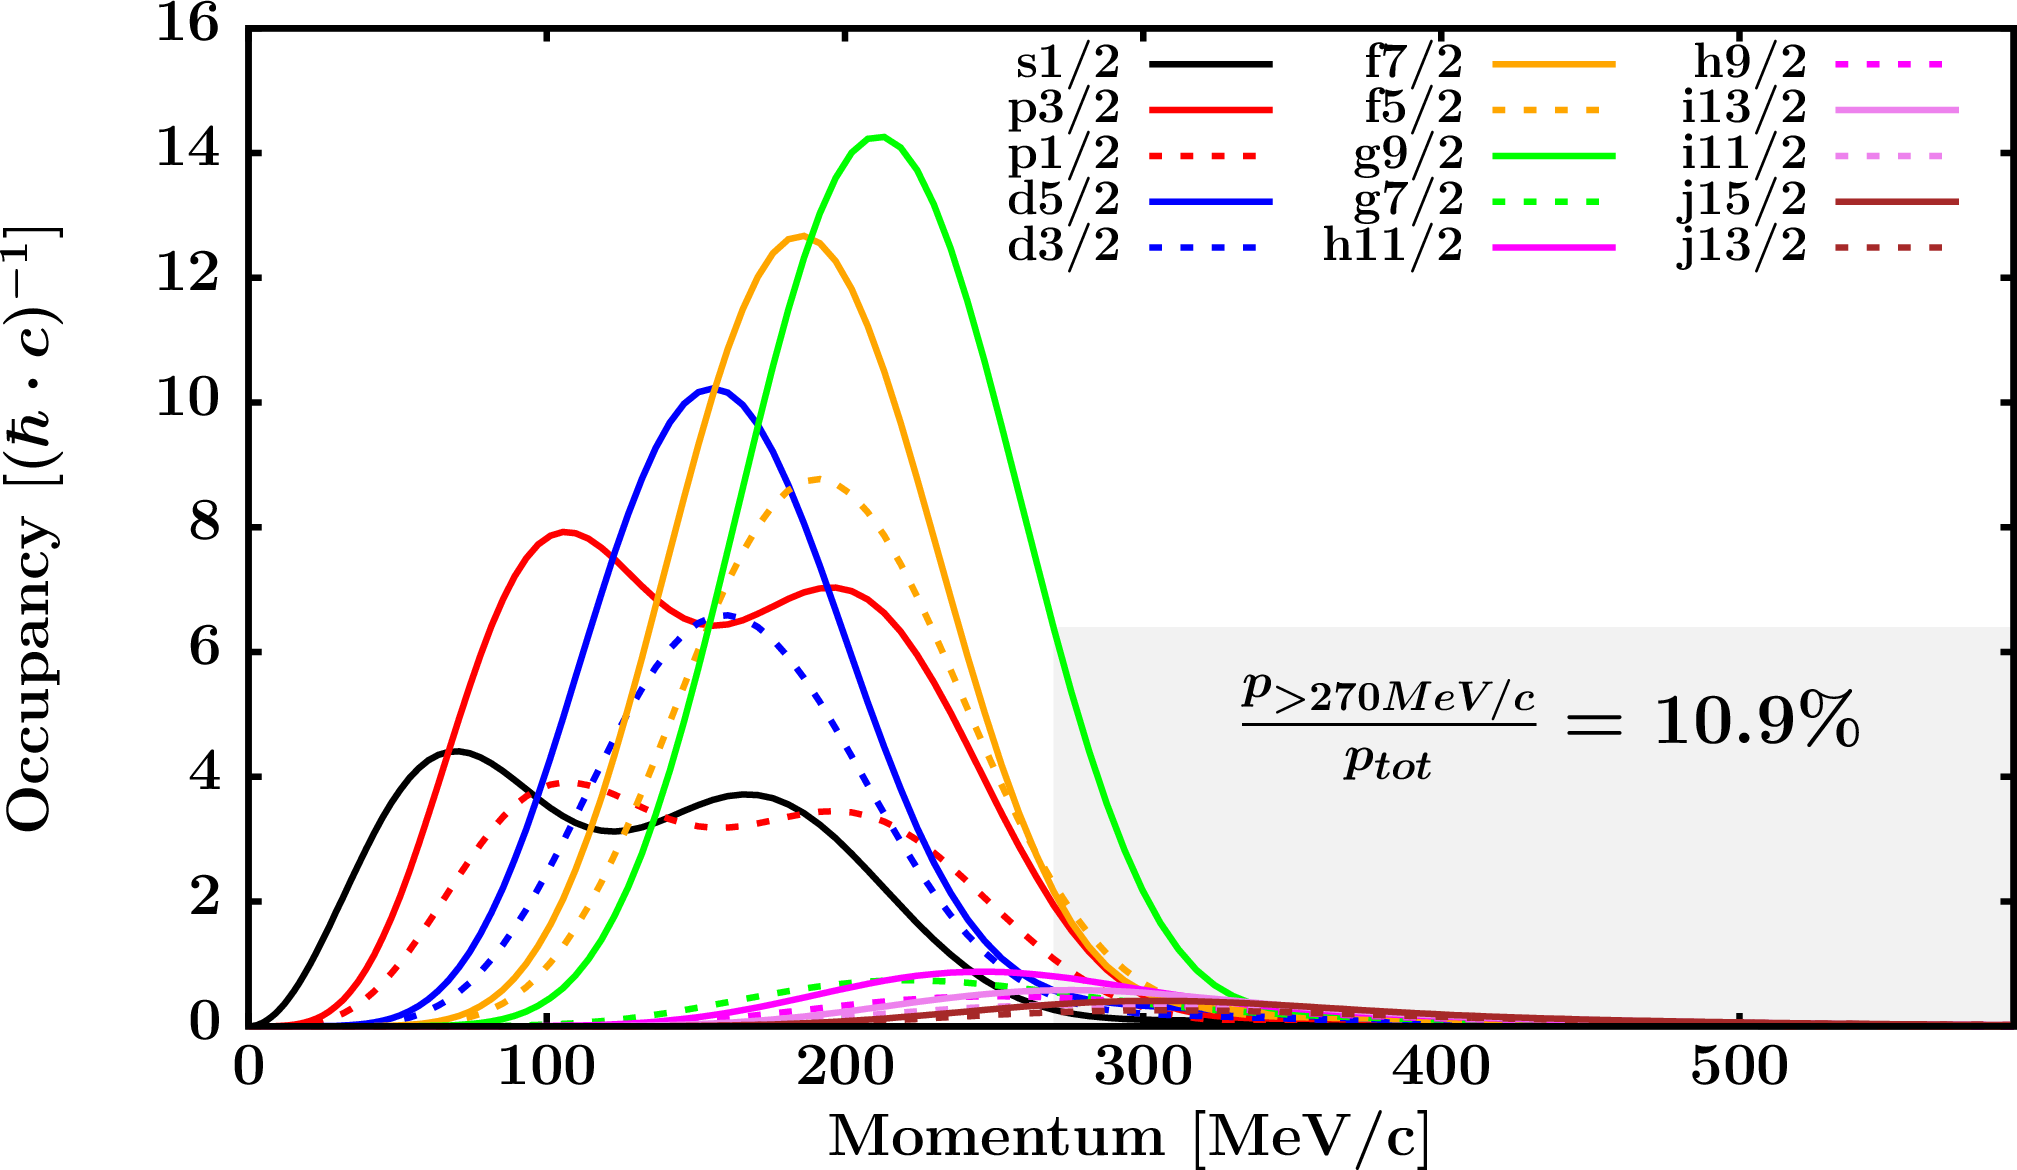 Occupancy [(ħ · c)⁻¹]
16
14
12
10
8
6
4
2
0
s1/2
p3/2
p1/2
d5/2
d3/2
f7/2
f5/2
g9/2
g7/2
h11/2
h9/2
i13/2
i11/2
j15/2
j13/2
p>270MeV/c
ptot
= 10.9%
0 100 200 300 400 500
Momentum [MeV/c]